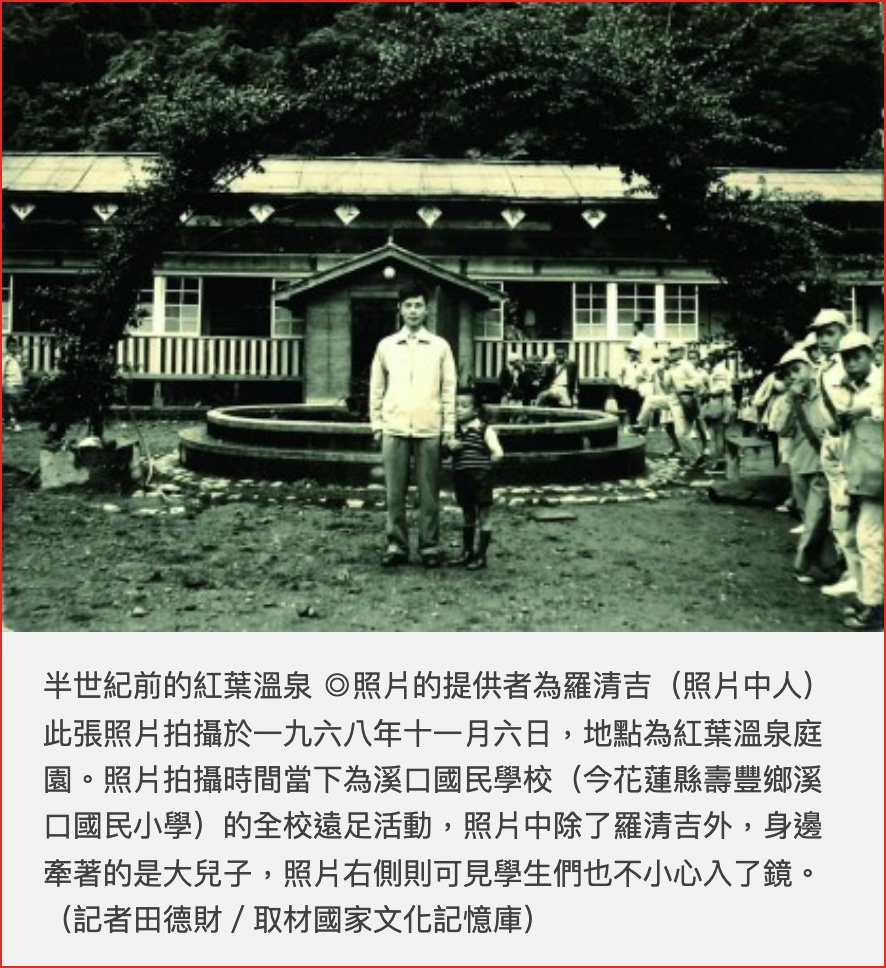 半世紀前的紅葉溫泉 ◎照片的提供者為羅清吉（照片中人）
此張照片拍攝於一九六八年十一月六日，地點為紅葉溫泉庭
園。照片拍攝時間當下為溪口國民學校（今花蓮縣壽豐鄉溪
口國民小學）的全校遠足活動，照片中除了羅清吉外，身邊
牽著的是大兒子，照片右側則可見學生們也不小心入了鏡。
（記者田德財／取材國家文化記憶庫）